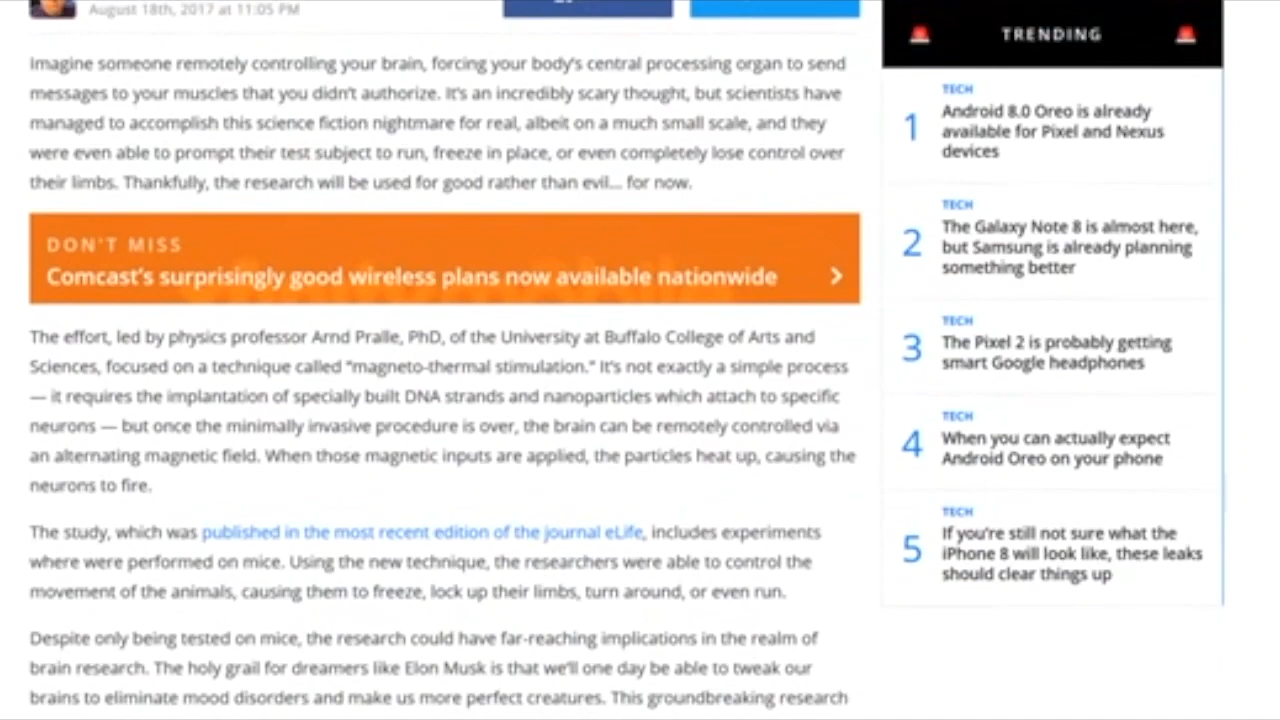 August 18th, 2017 at 11:05 PM
Imagine someone remotely controlling your brain, forcing your body's central processing organ to send
messages to your muscles that you didn't authorize. It's an incredibly scary thought, but scientists have
managed to accomplish this science fiction nightmare for real, albeit on a much small scale, and they
were even able to prompt their test subject to run, freeze in place, or even completely lose control over
their limbs. Thankfully, the research will be used for good rather than evil... for now.
DON'T MISS
Comcast's surprisingly good wireless plans now available nationwide
The effort, led by physics professor Arnd Pralle, PhD, of the University at Buffalo College of Arts and
Sciences, focused on a technique called "magneto-thermal stimulation." It's not exactly a simple process
— it requires the implantation of specially built DNA strands and nanoparticles which attach to specific
neurons — but once the minimally invasive procedure is over, the brain can be remotely controlled via
an alternating magnetic field. When those magnetic inputs are applied, the particles heat up, causing the
neurons to fire.
The study, which was published in the most recent edition of the journal eLife, includes experiments
where were performed on mice. Using the new technique, the researchers were able to control the
movement of the animals, causing them to freeze, lock up their limbs, turn around, or even run.
Despite only being tested on mice, the research could have far-reaching implications in the realm of
brain research. The holy grail for dreamers like Elon Musk is that we'll one day be able to tweak our
brains to eliminate mood disorders and make us more perfect creatures. This groundbreaking research
TRENDING
TECH
1
Android 8.0 Oreo is already
available for Pixel and Nexus
devices
TECH
2
The Galaxy Note 8 is almost here,
but Samsung is already planning
something better
TECH
3
The Pixel 2 is probably getting
smart Google headphones
TECH
4
When you can actually expect
Android Oreo on your phone
TECH
5
If you're still not sure what the
iPhone 8 will look like, these leaks
should clear things up